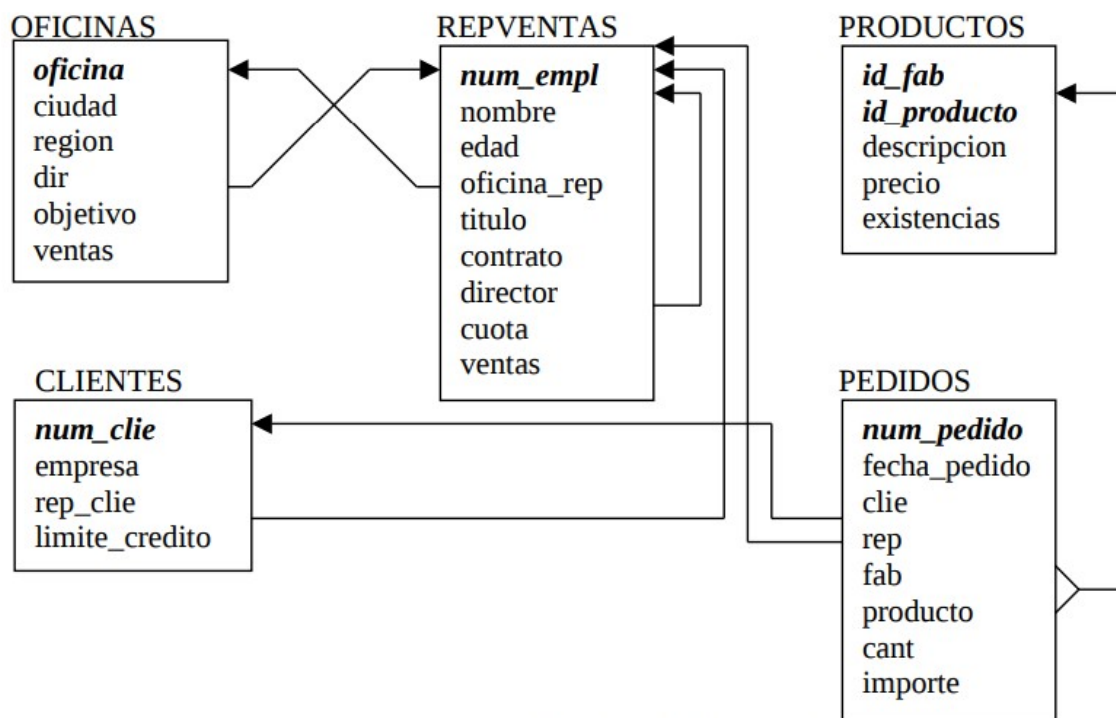 OFICINAS
oficina
ciudad
region
dir
objetivo
ventas
REPVENTAS
num_empl
nombre
edad
oficina_rep
titulo
contrato
director
cuota
ventas
PRODUCTOS
id_fab
id_producto
descripcion
precio
existencias
CLIENTES
num_clie
empresa
rep_clie
limite_credito
PEDIDOS
num_pedido
fecha_pedido
clie
rep
fab
producto
cant
importe